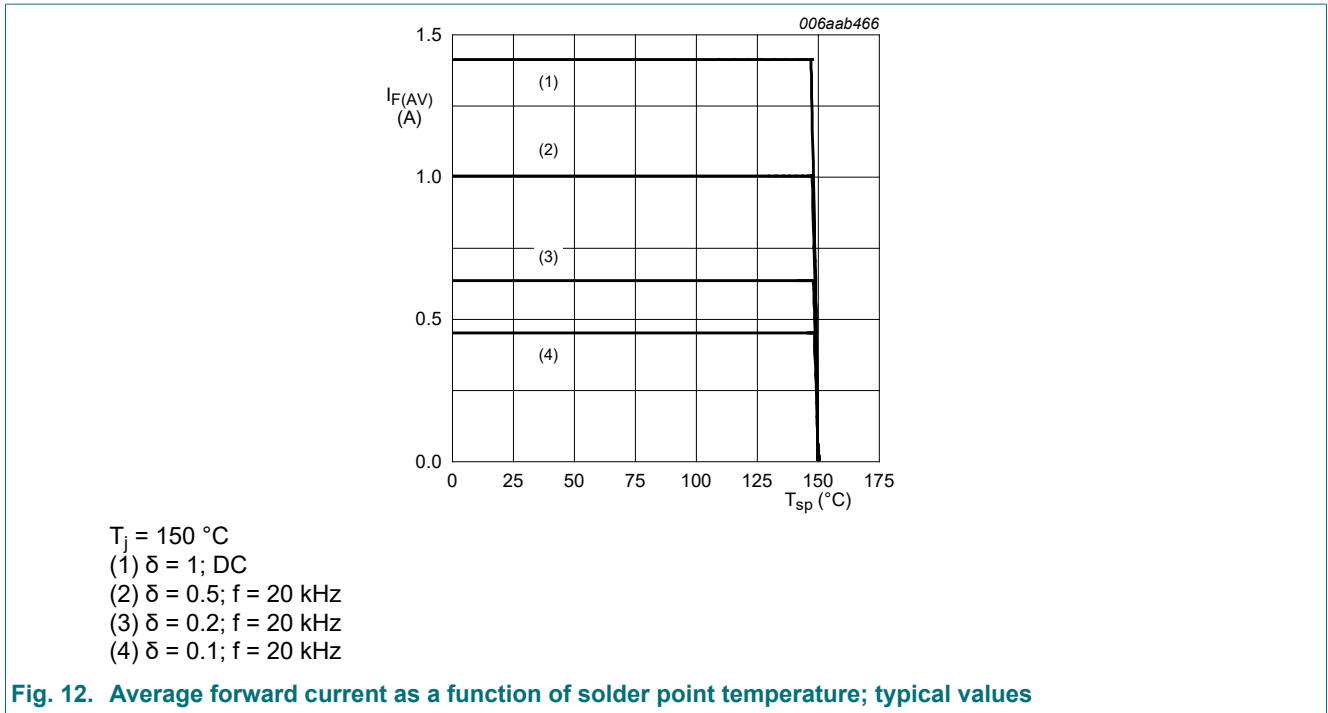 006aab466
1.5
I_F(AV)
(A)
(1)
(2)
1.0
(3)
0.5
(4)
0.0
0 25 50 75 100 125 150 175
T_sp (°C)
T_j = 150 °C
(1) δ = 1; DC
(2) δ = 0.5; f = 20 kHz
(3) δ = 0.2; f = 20 kHz
(4) δ = 0.1; f = 20 kHz
Fig. 12. Average forward current as a function of solder point temperature; typical values